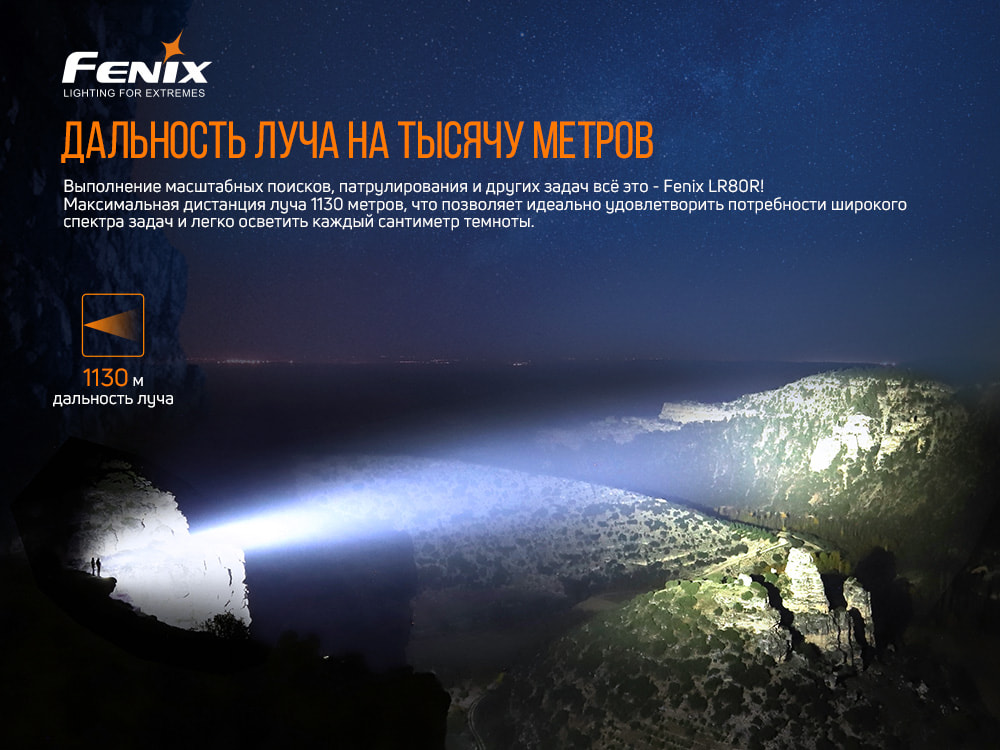 FENIX
LIGHTING FOR EXTREMES
ДАЛЬНОСТЬ ЛУЧА НА ТЫСЯЧУ МЕТРОВ
Выполнение масштабных поисков, патрулирования и других задач всё это - Fenix LR80R!
Максимальная дистанция луча 1130 метров, что позволяет идеально удовлетворить потребности широкого
спектра задач и легко осветить каждый сантиметр темноты.
1130 м
дальность луча